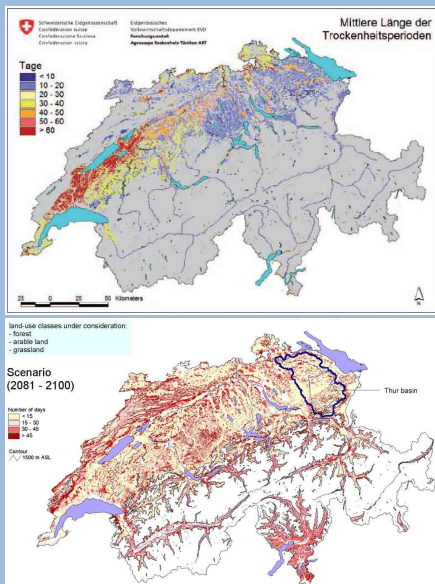 Schweizerische Eidgenossenschaft
Confédération suisse
Confederazione Svizzera
Confederaziun svizra
Eidgenössisches
Volkswirtschaftsdepartement EVD
Forschungsanstalt
Agroscope Reckenholz-Tänikon ART
Mittlere Länge der
Trockenheitsperioden
Tage
< 10
10 - 20
20 - 30
30 - 40
40 - 50
50 - 60
> 60
25 0 50 Kilometers
N
land-use classes under consideration:
- forest
- arable land
- grassland
Scenario
(2081 - 2100)
Number of days
< 15
15 - 30
30 - 45
> 45
Contour
1500 m ASL
Thur basin